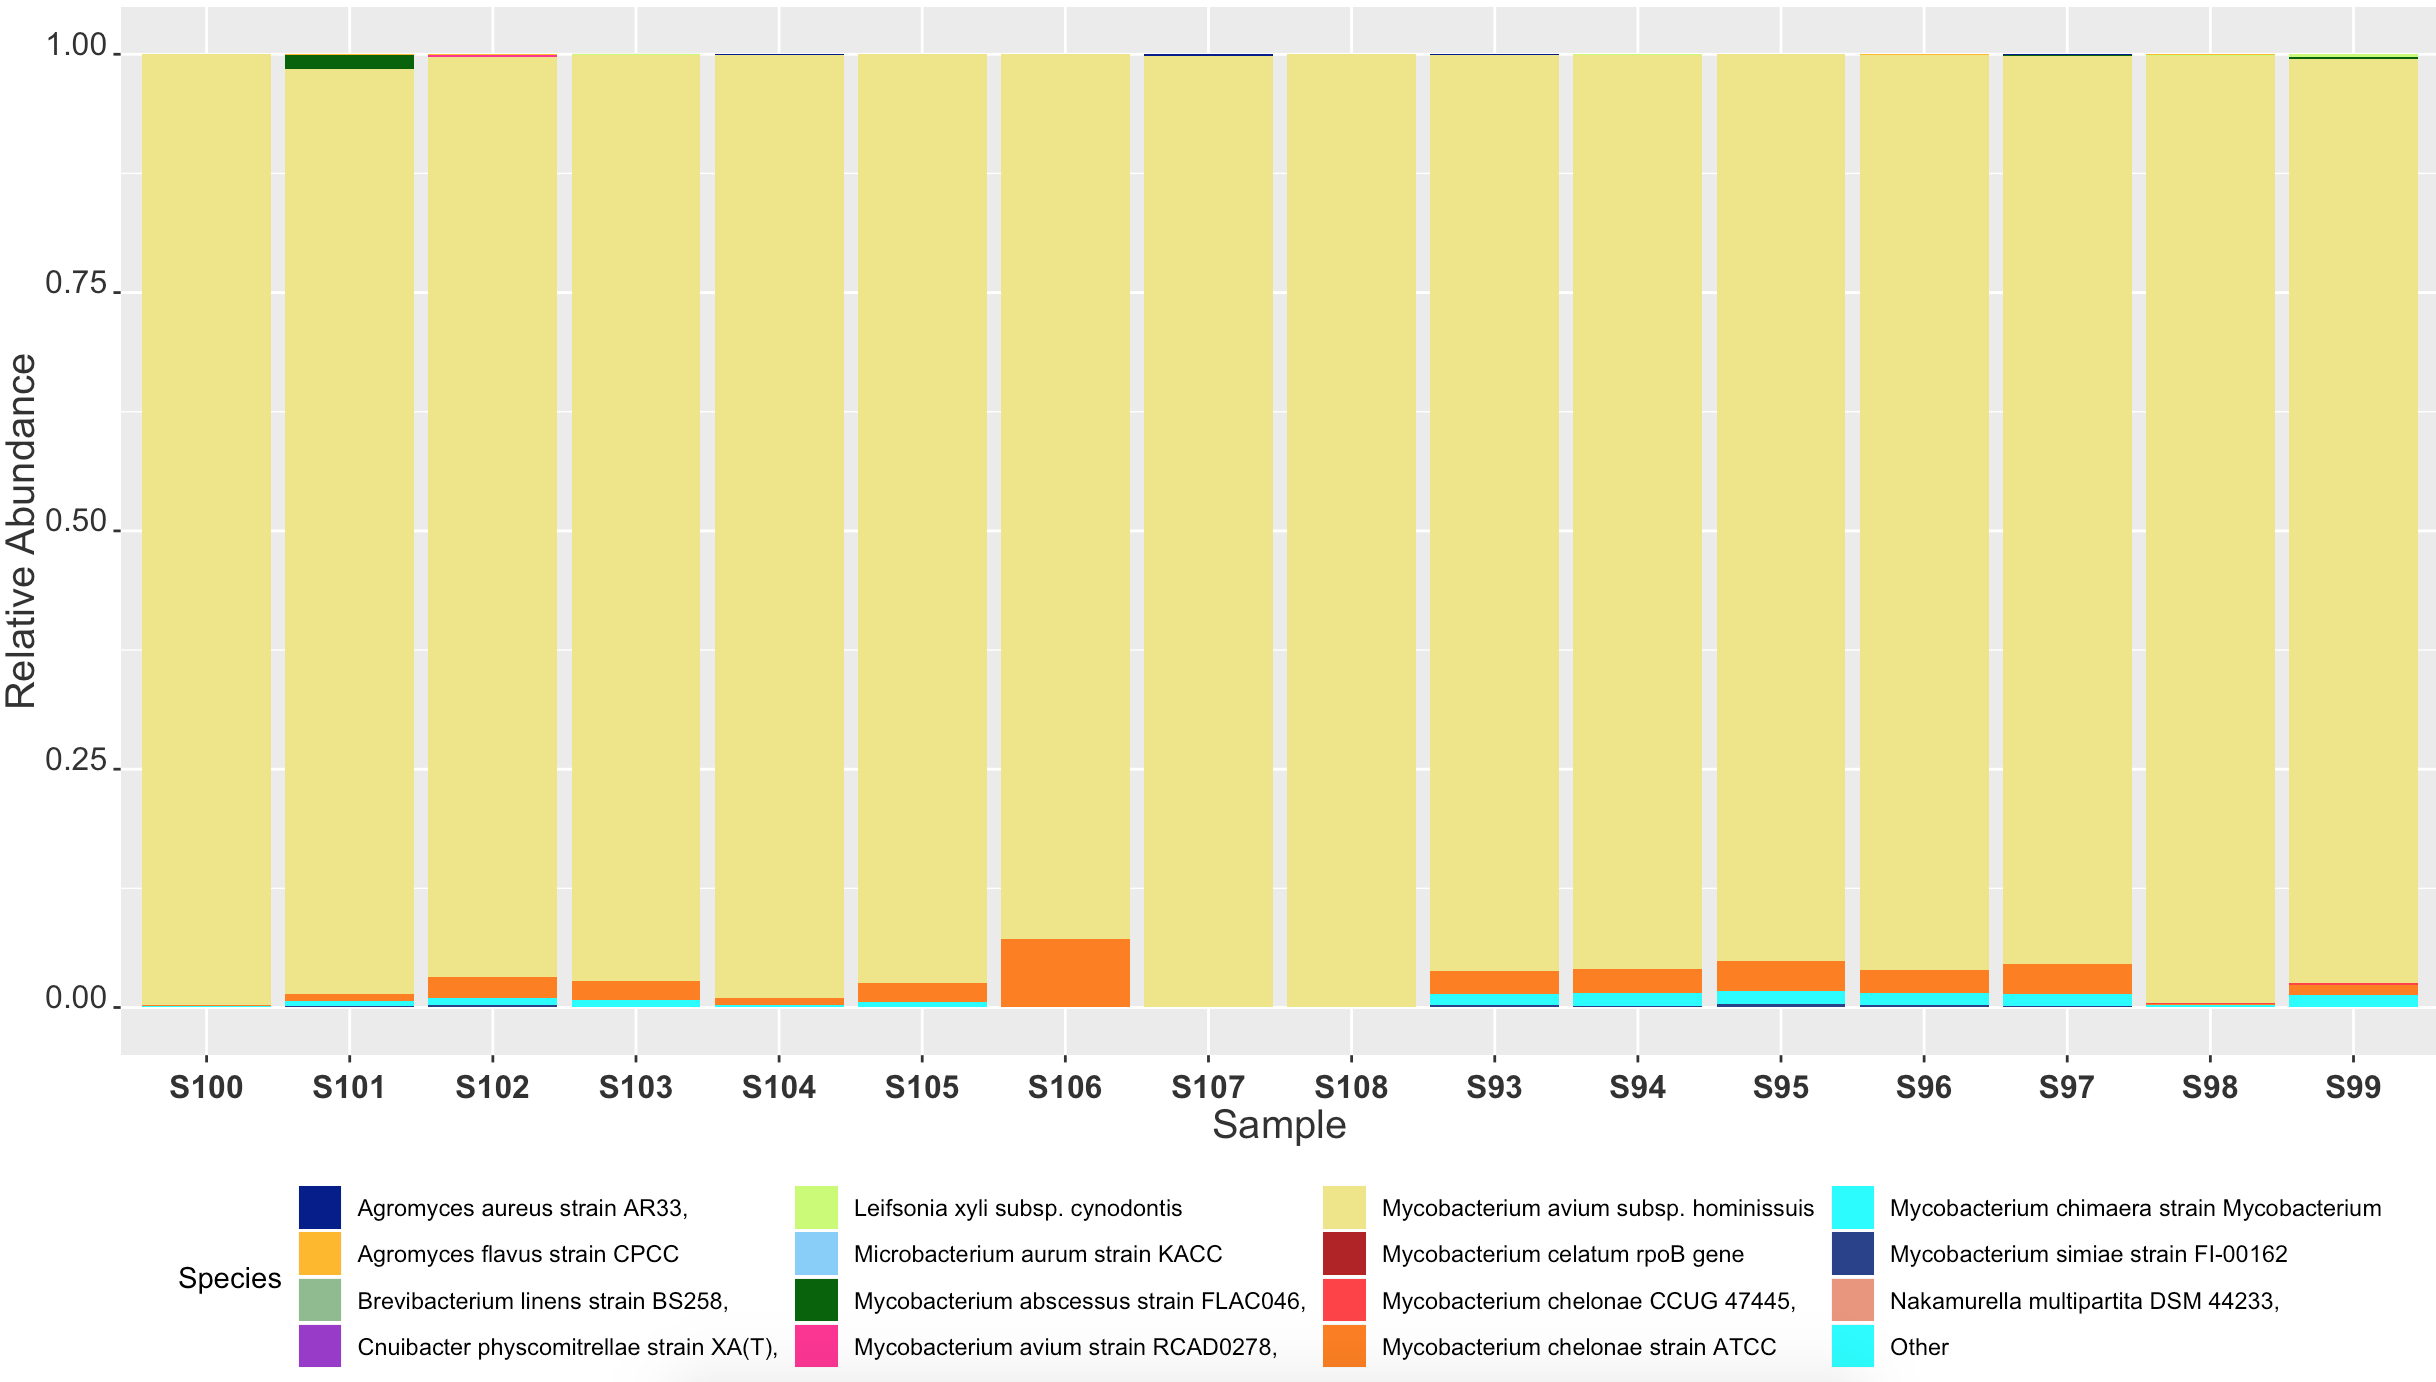 1.00
0.75
0.50
0.25
0.00
Relative Abundance
S100 S101 S102 S103 S104 S105 S106 S107 S108 S93 S94 S95 S96 S97 S98 S99
Sample
Species
Agromyces aureus strain AR33,
Agromyces flavus strain CPCC
Brevibacterium linens strain BS258,
Cnuibacter physcomitrellae strain XA(T),
Leifsonia xyli subsp. cynodontis
Microbacterium aurum strain KACC
Mycobacterium abscessus strain FLAC046,
Mycobacterium avium strain RCAD0278,
Mycobacterium avium subsp. hominissuis
Mycobacterium celatum rpoB gene
Mycobacterium chelonae CCUG 47445,
Mycobacterium chelonae strain ATCC
Mycobacterium chimaera strain Mycobacterium
Mycobacterium simiae strain FI-00162
Nakamurella multipartita DSM 44233,
Other